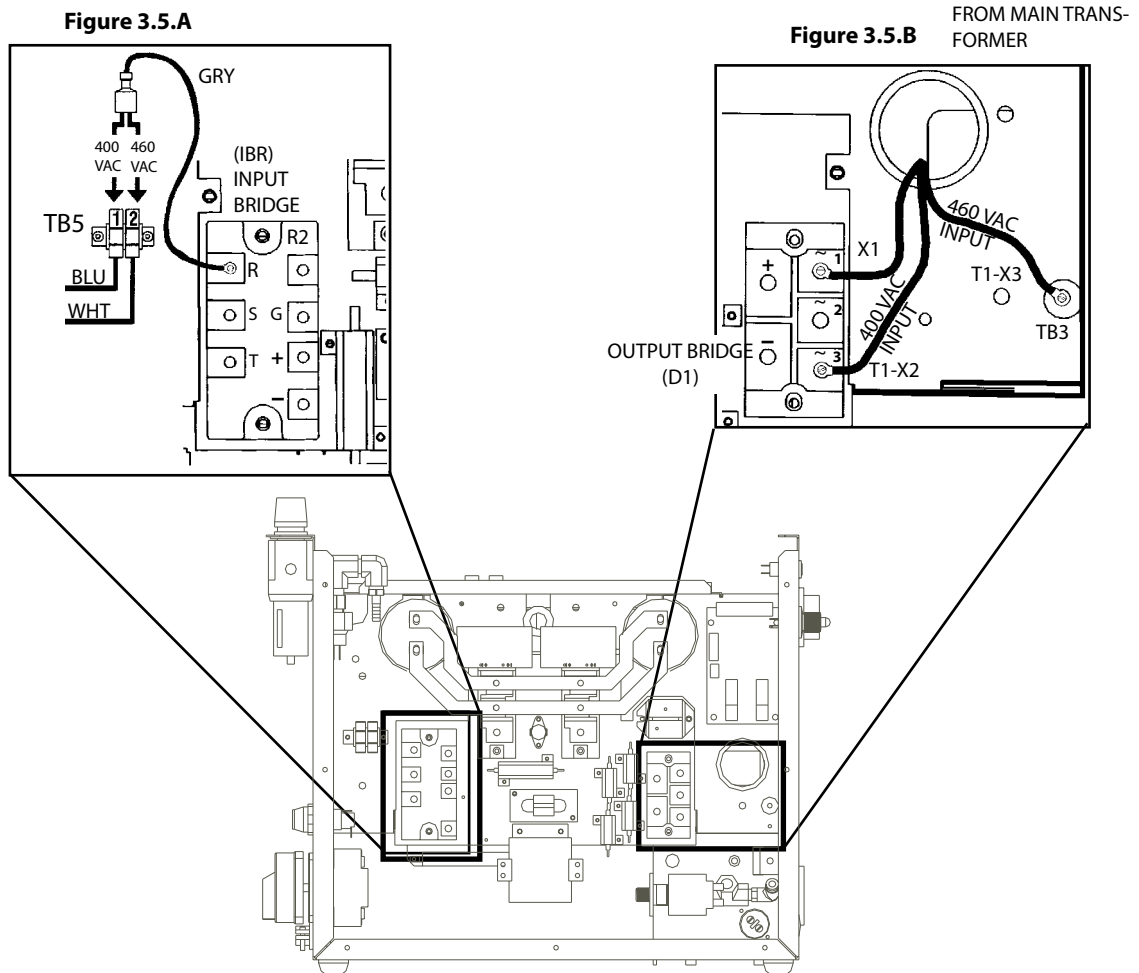 Figure 3.5.A
GRY
400
VAC
460
VAC
TB5
1 2
BLU
WHT
(IBR)
INPUT
BRIDGE
R2
R
S G
T +
−
Figure 3.5.B
FROM MAIN TRANS-
FORMER
460 VAC
INPUT
X1
400 VAC
INPUT
T1-X3
TB3
+
~ 1
2
−
~ 3
OUTPUT BRIDGE
(D1)
T1-X2